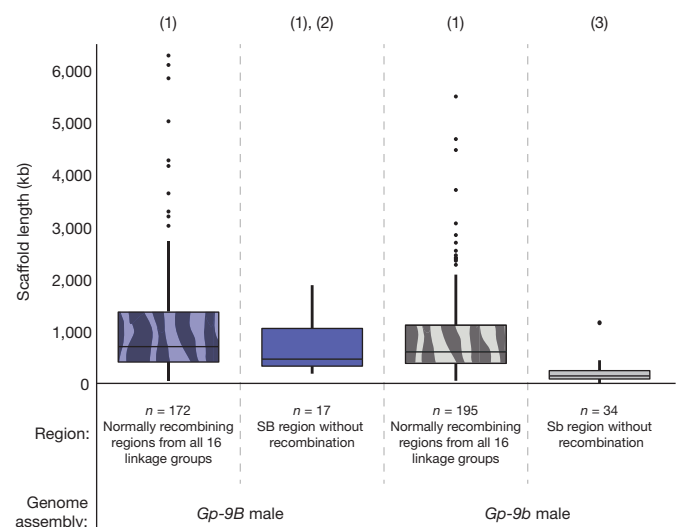 (1)
(1), (2)
(1)
(3)
Scaffold length (kb)
6,000
5,000
4,000
3,000
2,000
1,000
0
Region:
n = 172
Normally recombining
regions from all 16
linkage groups
n = 17
SB region without
recombination
n = 195
Normally recombining
regions from all 16
linkage groups
n = 34
Sb region without
recombination
Genome
assembly:
Gp-9B male
Gp-9b male